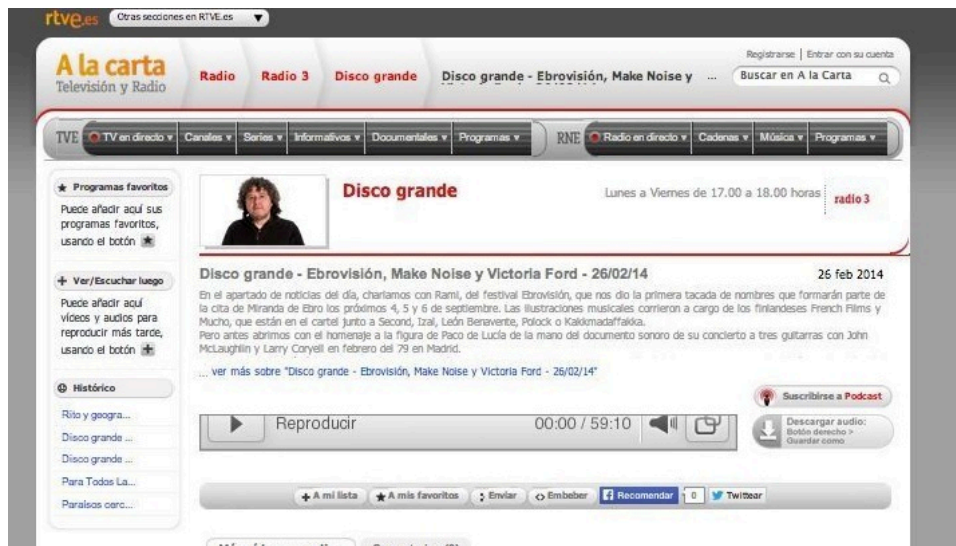 rtve.es Otras secciones en RTVE.es
Registrarse | Entrar con su cuenta
A la carta
Televisión y Radio
Radio Radio 3 Disco grande Disco grande - Ebrovisión, Make Noise y ...
Buscar en A la Carta
TVE TV en directo Canales Series Informativos Documentales Programas RNE Radio en directo Cadenas Música Programas
Programas favoritos
Puede añadir aquí sus
programas favoritos,
usando el botón
Ver/Escuchar luego
Puede añadir aquí
vídeos y audios para
reproducir más tarde,
usando el botón
Histórico
Rito y geogra...
Disco grande ...
Disco grande ...
Para Todos La...
Paraísos cerc...
Disco grande
Lunes a Viernes de 17.00 a 18.00 horas
radio 3
Disco grande - Ebrovisión, Make Noise y Victoria Ford - 26/02/14
26 feb 2014
En el apartado de noticias del día, charlamos con Rami, del festival Ebrovisión, que nos dio la primera tacada de nombres que formarán parte de
la cita de Miranda de Ebro los próximos 4, 5 y 6 de septiembre. Las ilustraciones musicales corrieron a cargo de los finlandeses French Films y
Mucho, que están en el cartel junto a Second, Izal, León Benavente, Polock o Kakkmaddafakka.
Pero antes abrimos con el homenaje a la figura de Paco de Lucía de la mano del documento sonoro de su concierto a tres guitarras con John
McLaughlin y Larry Coryell en febrero del 79 en Madrid.
... ver más sobre "Disco grande - Ebrovisión, Make Noise y Victoria Ford - 26/02/14"
Suscribirse a Podcast
Reproducir 00:00 / 59:10
Descargar audio:
Botón derecho >
Guardar como
A mi lista A mis favoritos Enviar Embeber Recomendar 0 Twittear